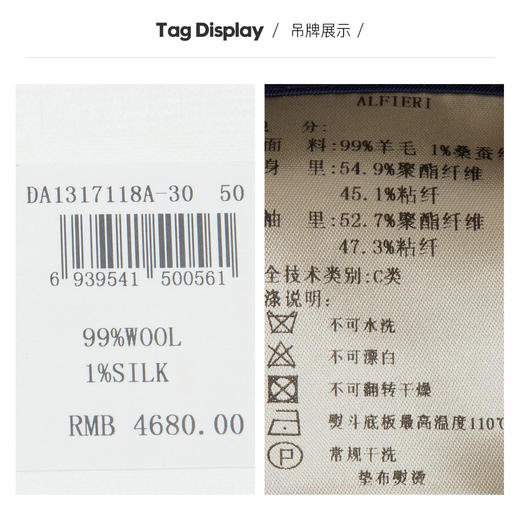 Tag Display / 吊牌展示 /
DA1317118A-30 50
6 939541 500561
99%WOOL
1%SILK
RMB 4680.00
ALFIERI
分:
面 料:99%羊毛 1%桑蚕
身 里:54.9%聚酯纤维
45.1%粘纤
里:52.7%聚酯纤维
47.3%粘纤
全技术类别:C类
涤说明:
不可水洗
不可漂白
不可翻转干燥
熨斗底板最高温度110℃
P 常规干洗
垫布熨烫